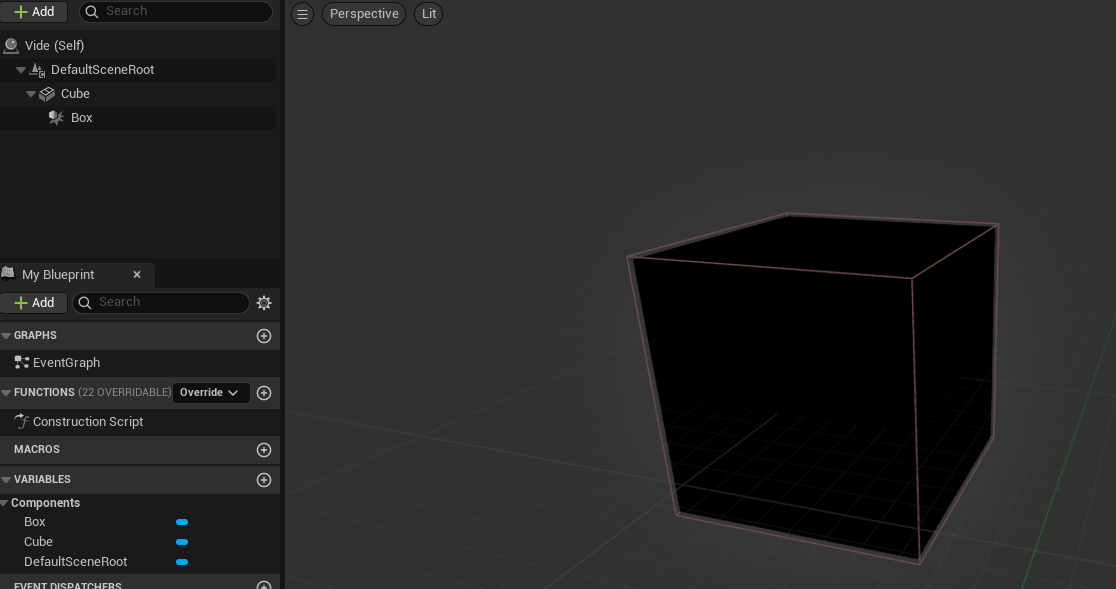 Add
Search
Perspective
Lit
Vide (Self)
DefaultSceneRoot
Cube
Box
My Blueprint
Add
Search
GRAPHS
EventGraph
FUNCTIONS (22 OVERRIDABLE) Override
Construction Script
MACROS
VARIABLES
Components
Box
Cube
DefaultSceneRoot
EVENT DISPATCHERS